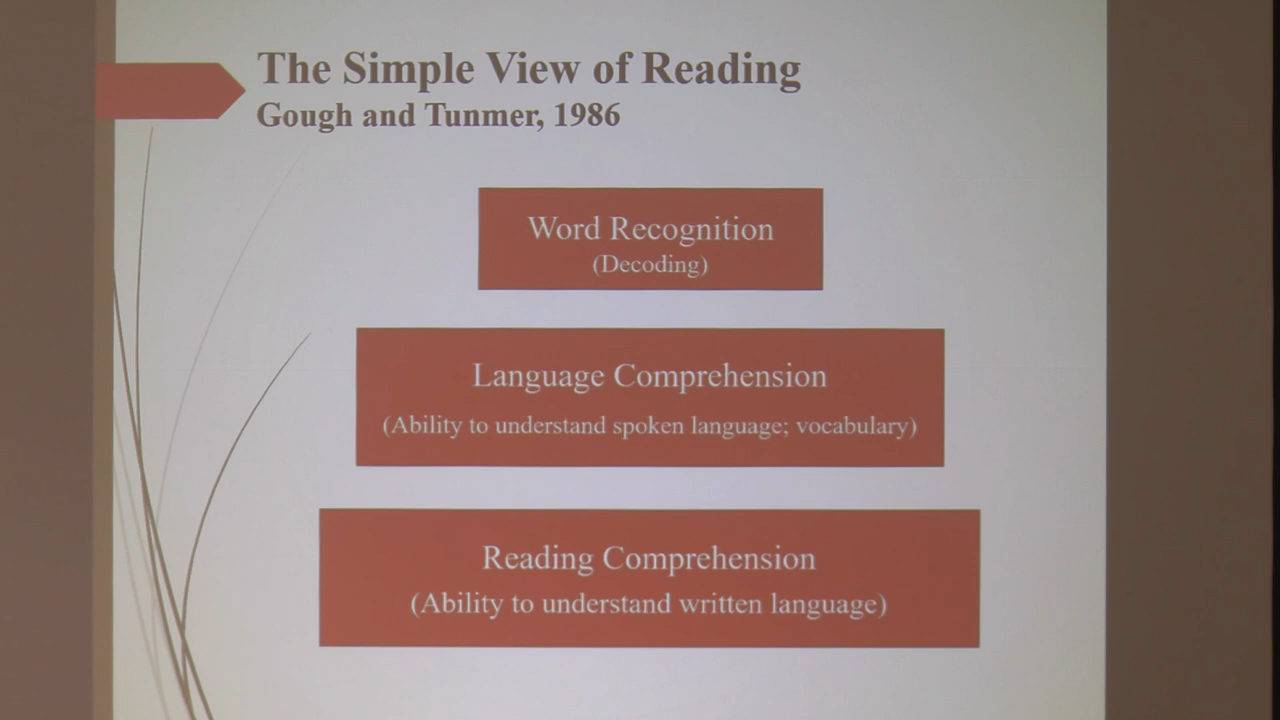 The Simple View of Reading
Gough and Tunmer, 1986
Word Recognition
(Decoding)
Language Comprehension
(Ability to understand spoken language; vocabulary)
Reading Comprehension
(Ability to understand written language)